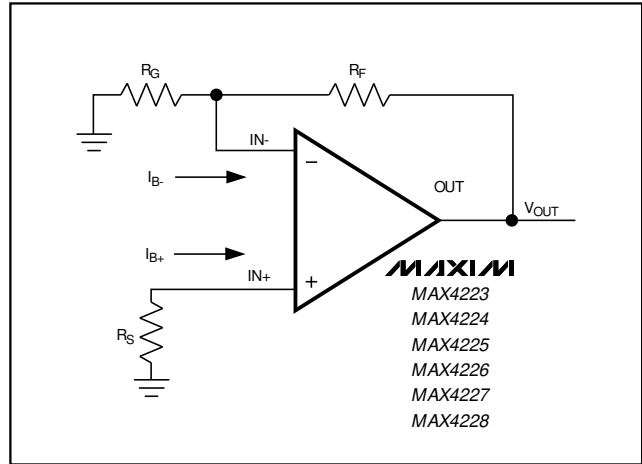 RG
RF
IN-
−
IB-
OUT
VOUT
IB+
IN+
+
RS
MAXIM
MAX4223
MAX4224
MAX4225
MAX4226
MAX4227
MAX4228